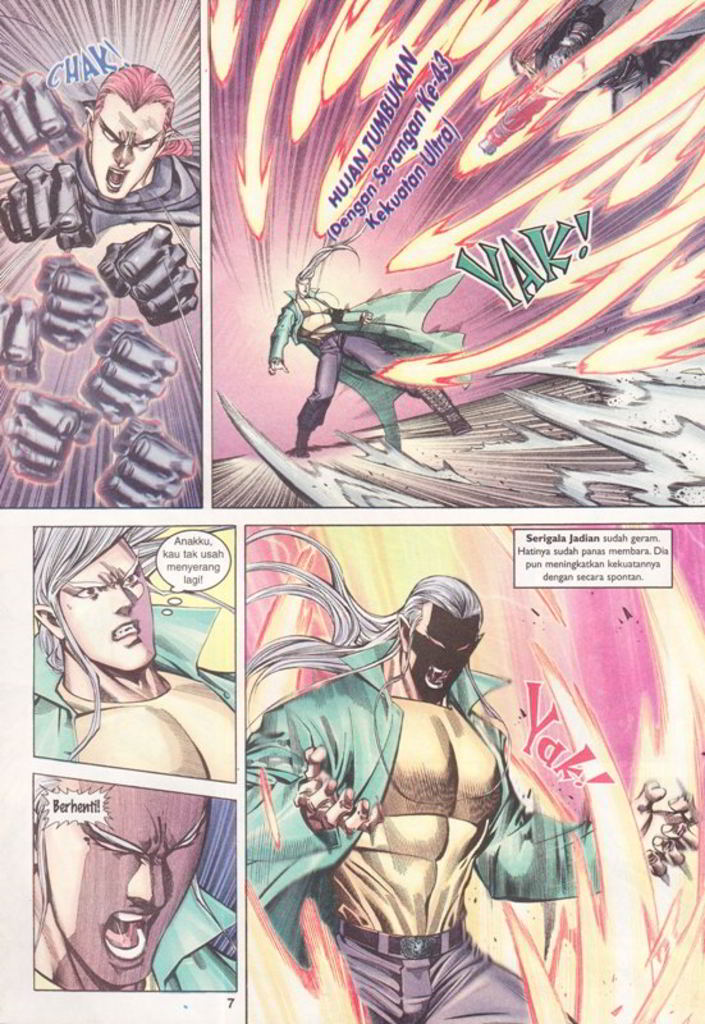 CHAK!
HUJAN TUMBUKAN
(Dengan Serangan Ke-43
Kekuatan Ultra)
YAK!
Anakku,
kau tak usah
menyerang
lagi!
Serigala Jadian sudah geram.
Hatinya sudah panas membara. Dia
pun meningkatkan kekuatannya
dengan secara spontan.
Yak!
Berhenti!
7